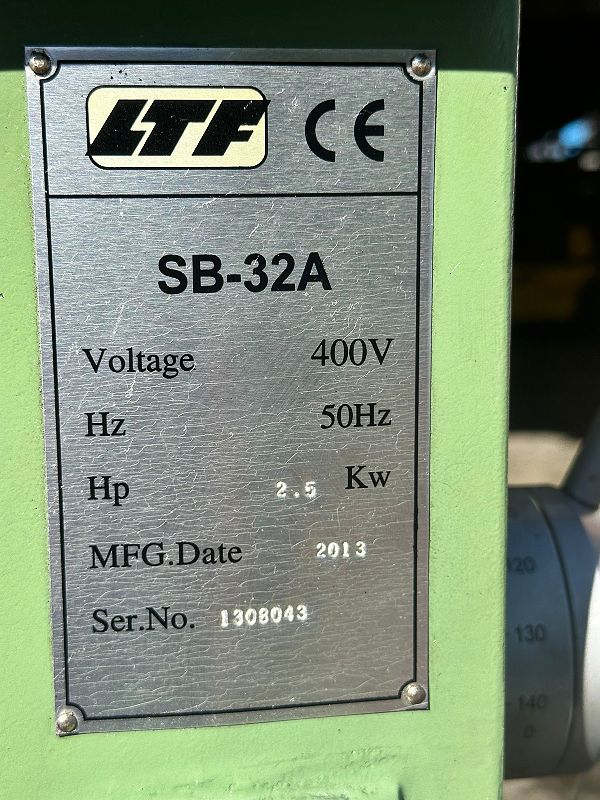 LTF CE
SB-32A
Voltage 400V
Hz 50Hz
Hp 2.5 Kw
MFG.Date 2013
Ser.No. 1308043
120
130
140
0